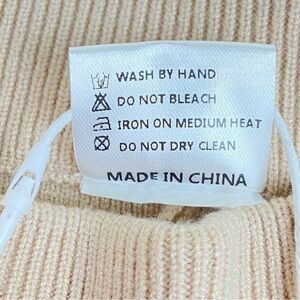 WASH BY HAND
DO NOT BLEACH
IRON ON MEDIUM HEAT
DO NOT DRY CLEAN
MADE IN CHINA